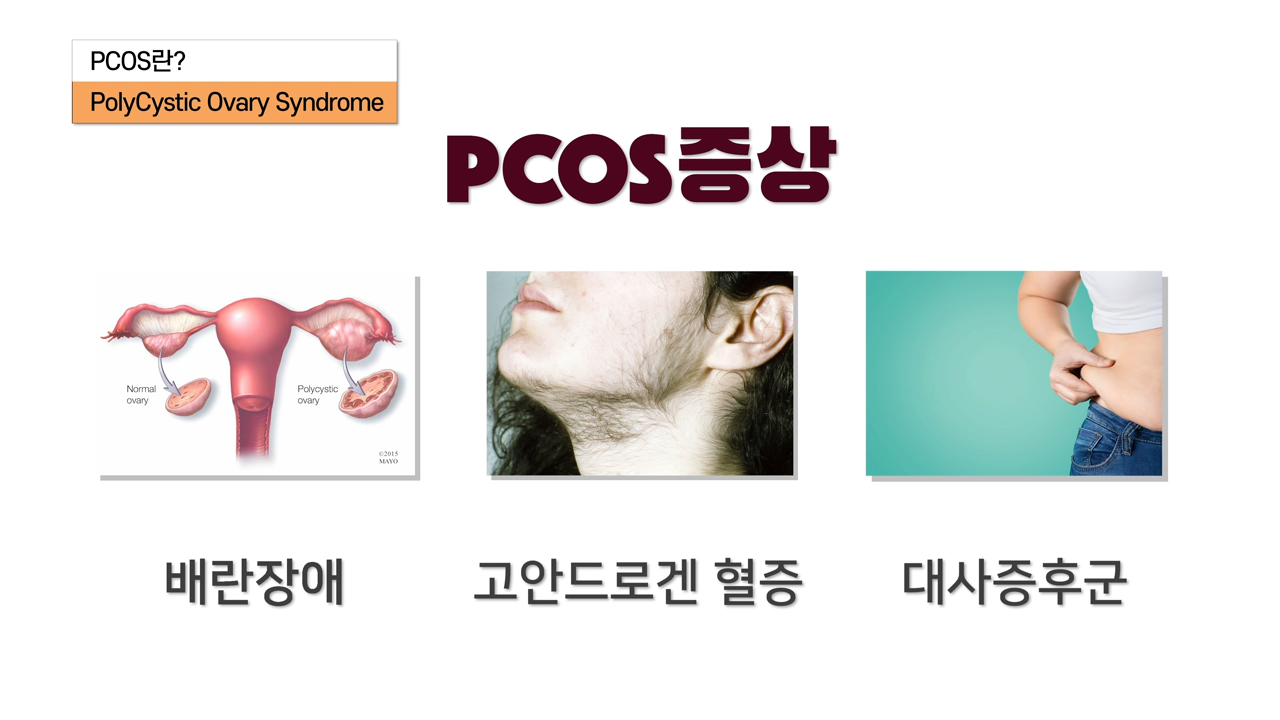 PCOS란?
PolyCystic Ovary Syndrome
PCOS증상
Normal
ovary
Polycystic
ovary
©2015
MAYO
배란장애
고안드로겐 혈증
대사증후군